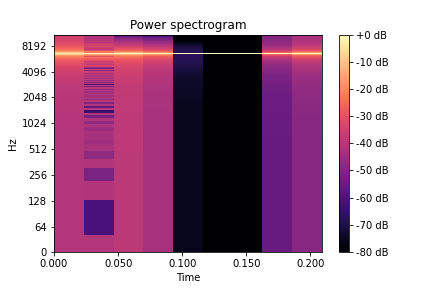 Power spectrogram
8192
4096
2048
1024
512
256
128
64
0
Hz
0.000 0.050 0.100 0.150 0.200
Time
+0 dB
-10 dB
-20 dB
-30 dB
-40 dB
-50 dB
-60 dB
-70 dB
-80 dB